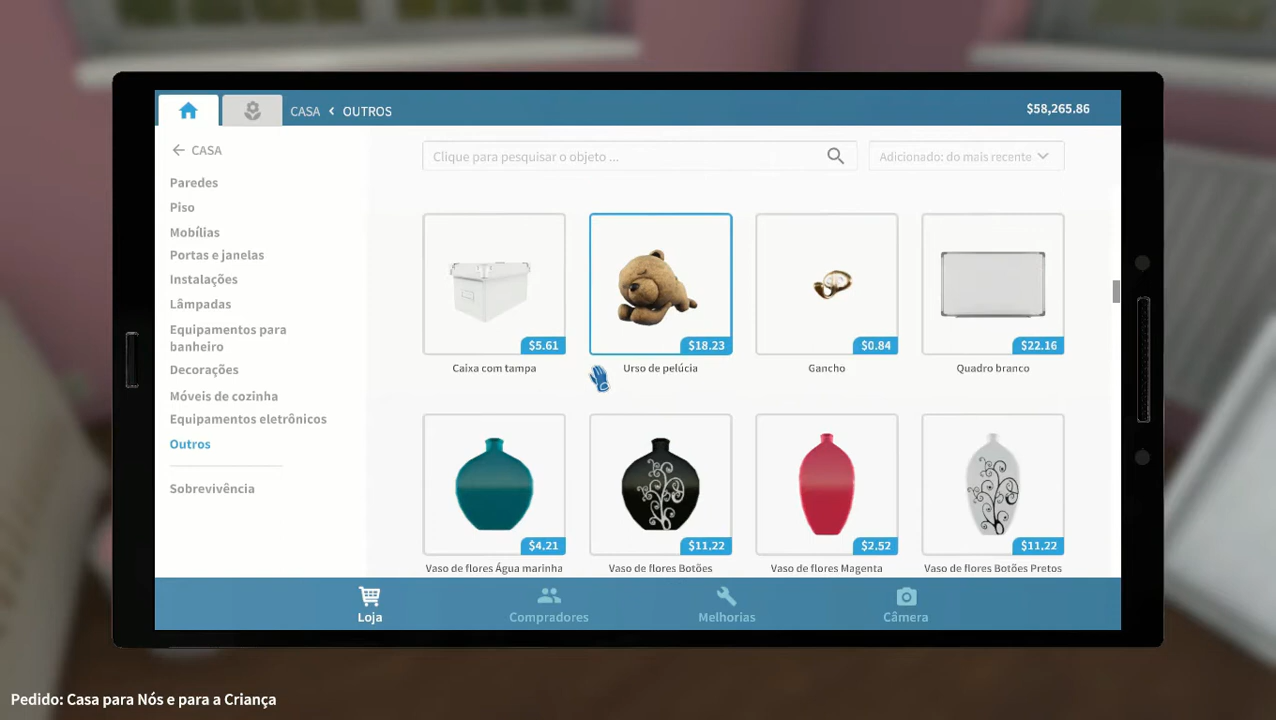 CASA < OUTROS
$58,265.86
← CASA
Clique para pesquisar o objeto ...
Adicionado: do mais recente
Paredes
Piso
Mobílias
Portas e janelas
Instalações
Lâmpadas
Equipamentos para
banheiro
Decorações
Móveis de cozinha
Equipamentos eletrônicos
Outros
Sobrevivência
$5.61
$18.23
$0.84
$22.16
Caixa com tampa
Urso de pelúcia
Gancho
Quadro branco
$4.21
$11.22
$2.52
$11.22
Vaso de flores Água marinha
Vaso de flores Botões
Vaso de flores Magenta
Vaso de flores Botões Pretos
Loja
Compradores
Melhorias
Câmera
Pedido: Casa para Nós e para a Criança